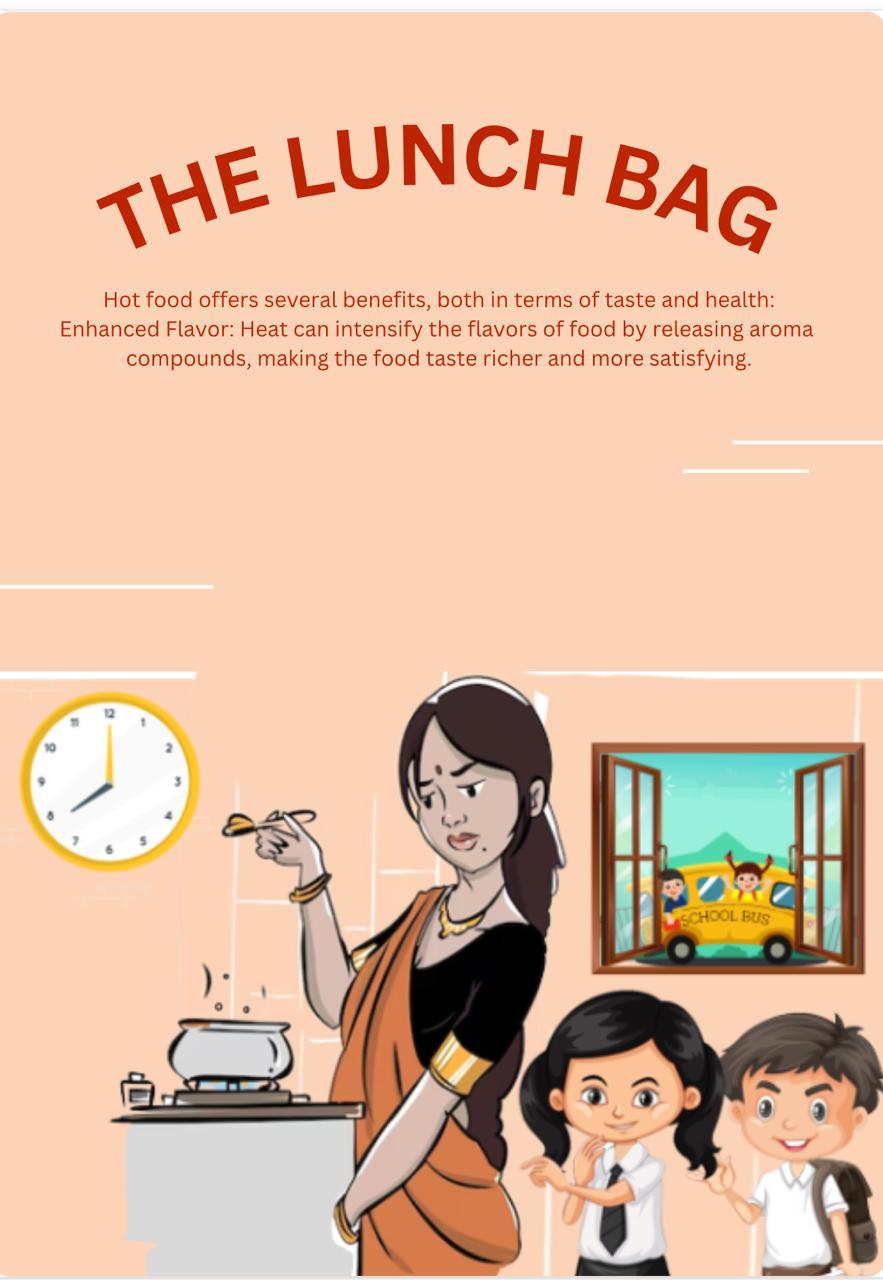 THE LUNCH BAG
Hot food offers several benefits, both in terms of taste and health:
Enhanced Flavor: Heat can intensify the flavors of food by releasing aroma
compounds, making the food taste richer and more satisfying.
12
11
1
10
2
9
3
8
4
7
5
6
SCHOOL BUS